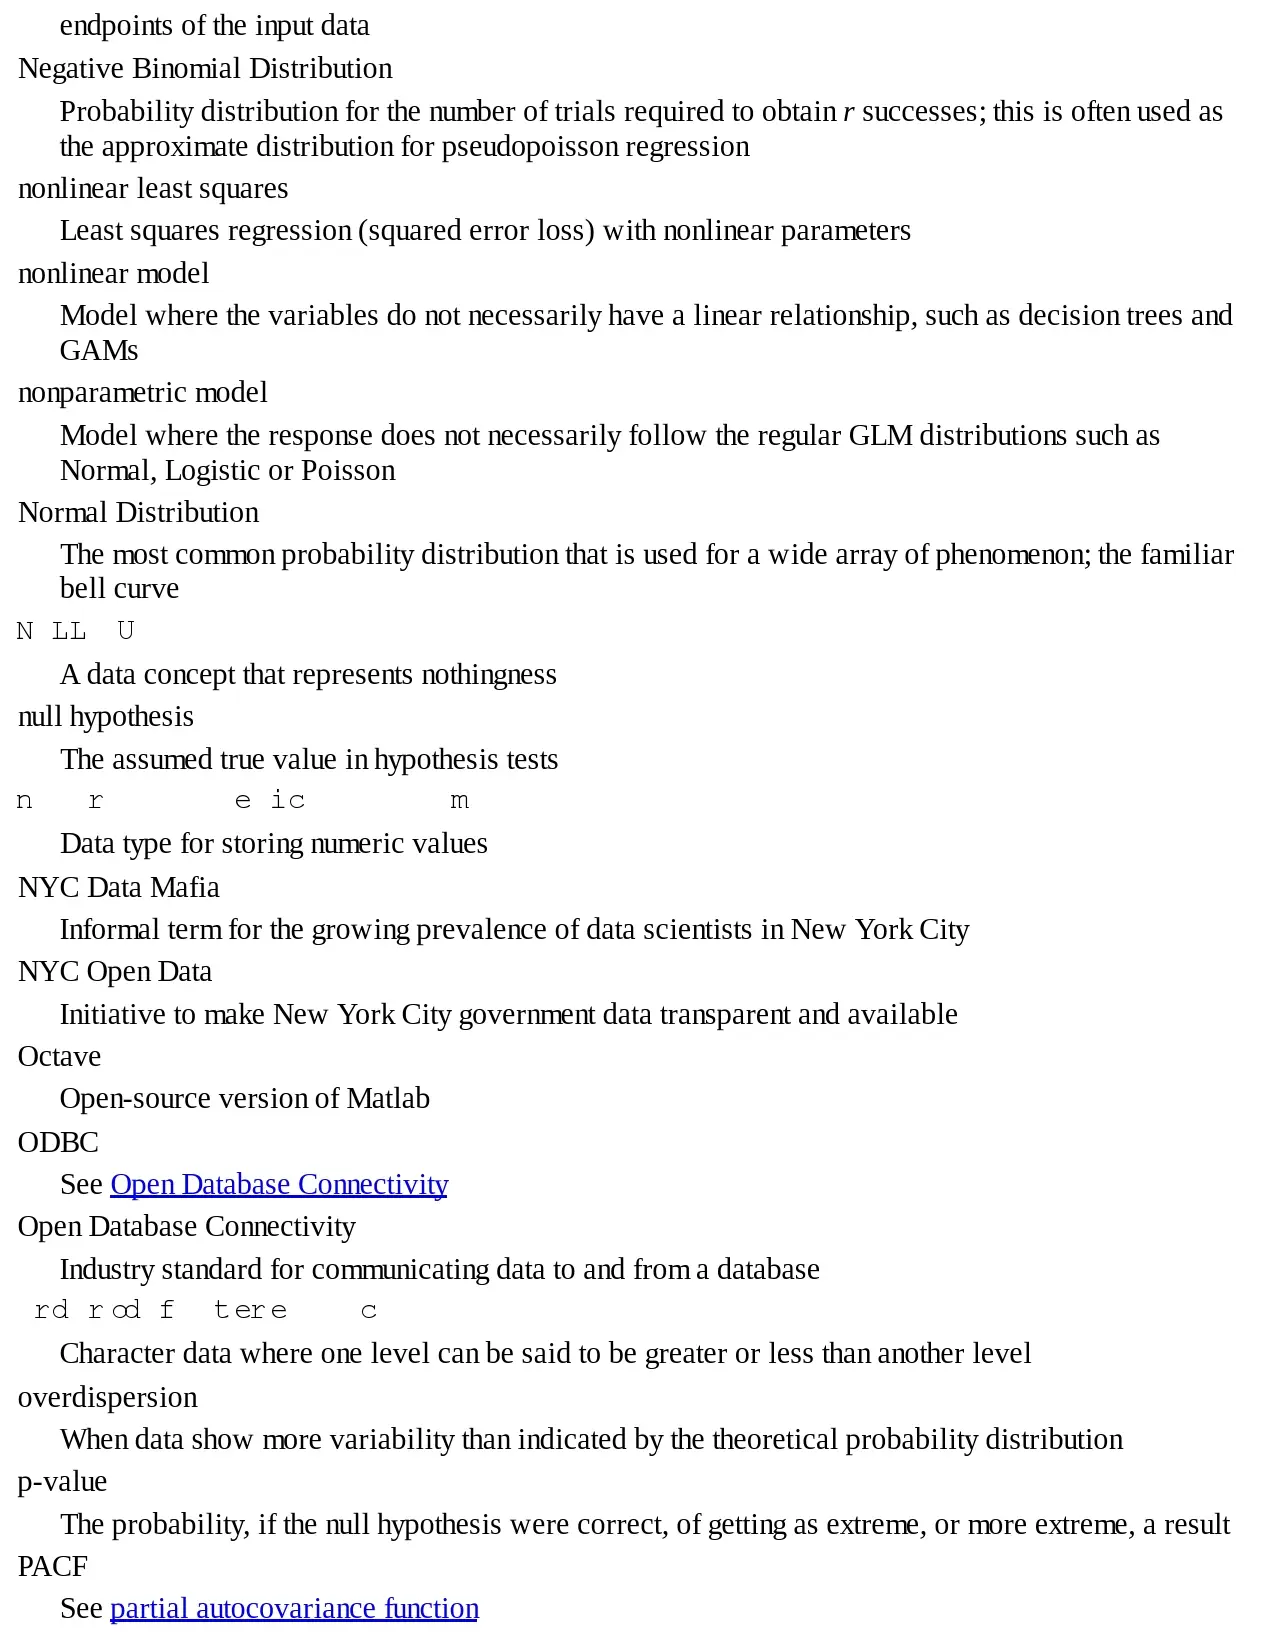 endpoints of the input data
Negative Binomial Distribution
Probability distribution for the number of trials required to obtain r successes; this is often used as
the approximate distribution for pseudopoisson regression
nonlinear least squares
Least squares regression (squared error loss) with nonlinear parameters
nonlinear model
Model where the variables do not necessarily have a linear relationship, such as decision trees and
GAMs
nonparametric model
Model where the response does not necessarily follow the regular GLM distributions such as
Normal, Logistic or Poisson
Normal Distribution
The most common probability distribution that is used for a wide array of phenomenon; the familiar
bell curve
N LL U
A data concept that represents nothingness
null hypothesis
The assumed true value in hypothesis tests
n r e ic m
Data type for storing numeric values
NYC Data Mafia
Informal term for the growing prevalence of data scientists in New York City
NYC Open Data
Initiative to make New York City government data transparent and available
Octave
Open-source version of Matlab
ODBC
See Open Database Connectivity
Open Database Connectivity
Industry standard for communicating data to and from a database
rd r od f tere c
Character data where one level can be said to be greater or less than another level
overdispersion
When data show more variability than indicated by the theoretical probability distribution
p-value
The probability, if the null hypothesis were correct, of getting as extreme, or more extreme, a result
PACF
See partial autocovariance function